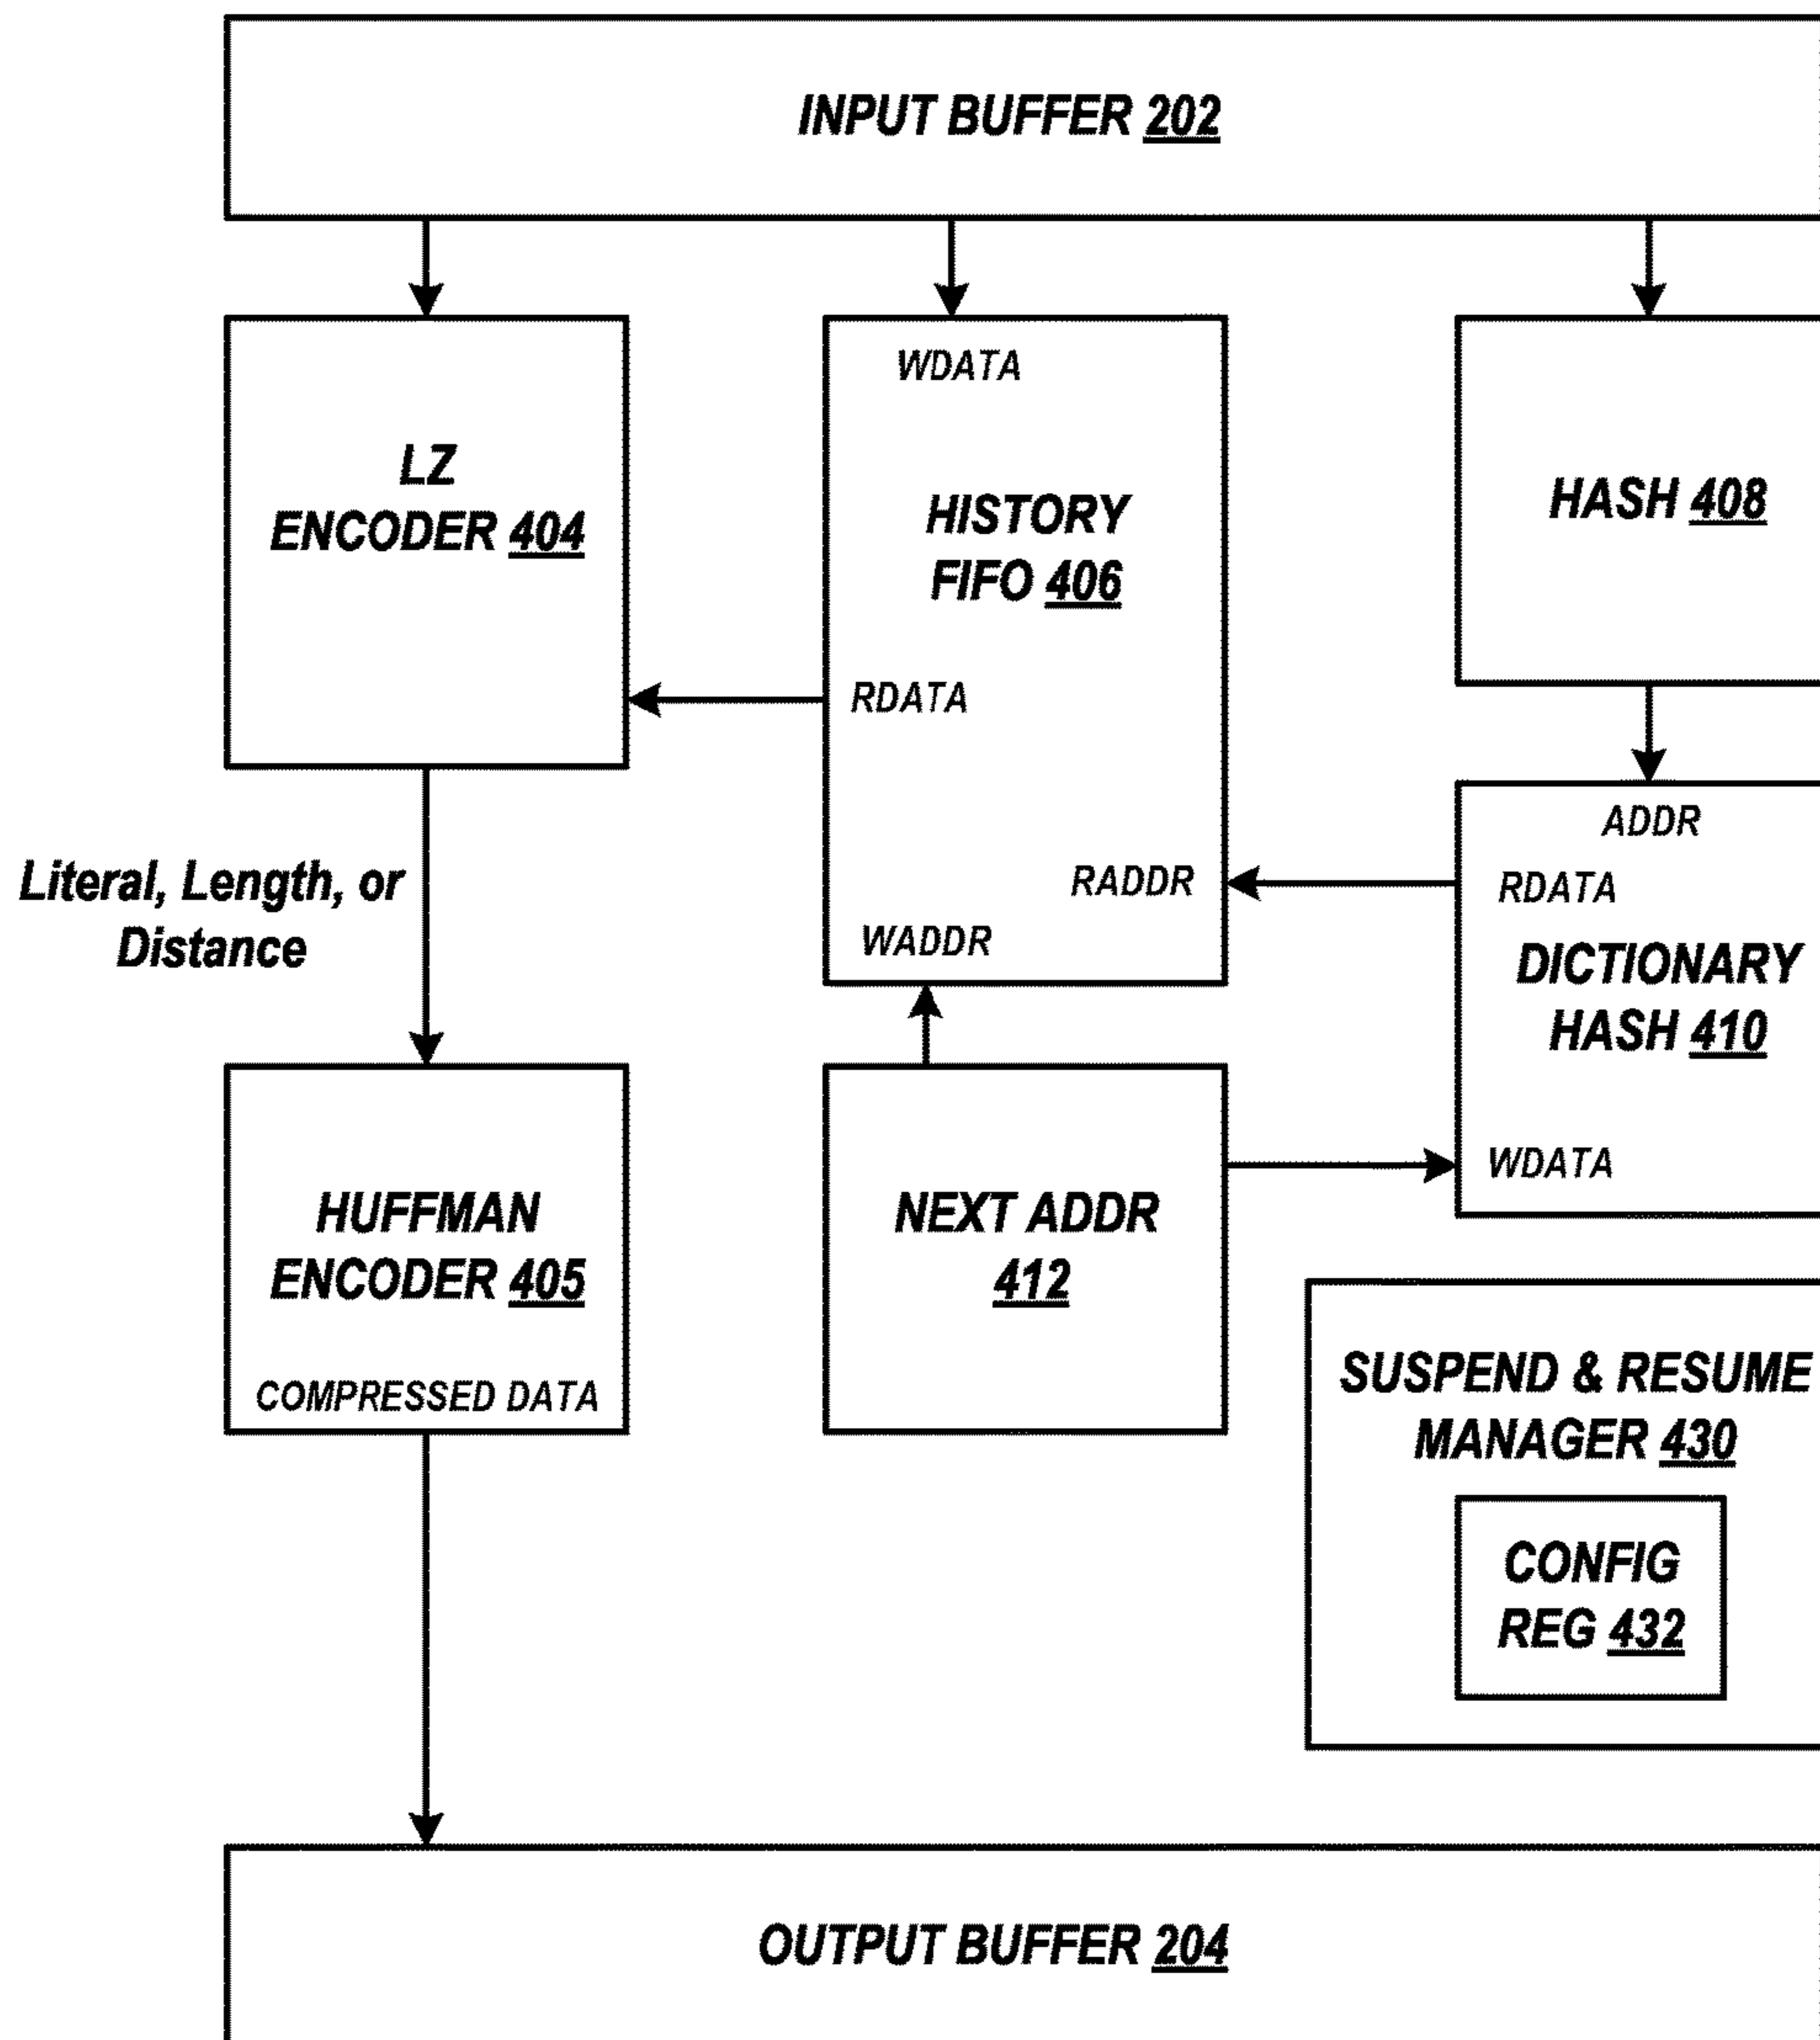 INPUT BUFFER 202
WDATA
LZ
ENCODER 404
HISTORY
FIFO 406
HASH 408
RDATA
ADDR
RADDR
RDATA
Literal, Length, or
Distance
WADDR
DICTIONARY
HASH 410
WDATA
HUFFMAN
ENCODER 405
NEXT ADDR
412
COMPRESSED DATA
SUSPEND & RESUME
MANAGER 430
CONFIG
REG 432
OUTPUT BUFFER 204